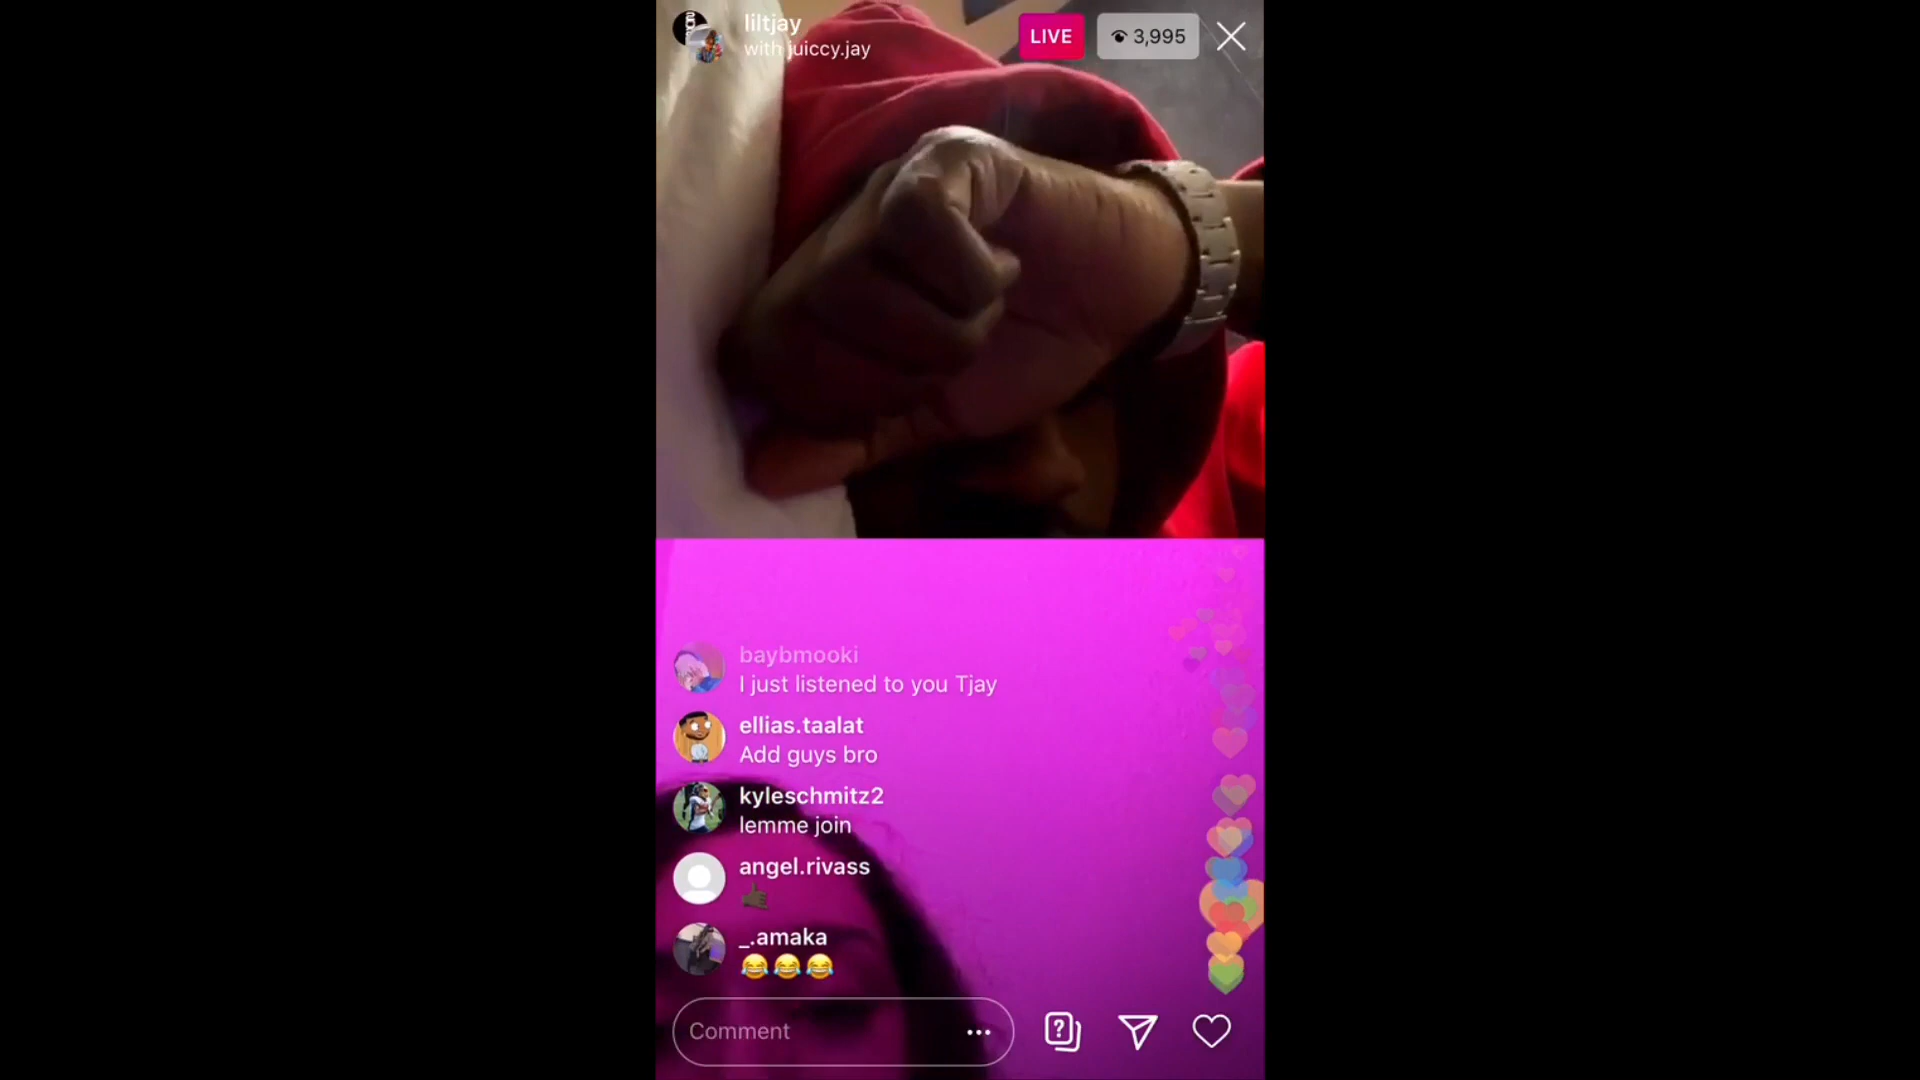 liltjay
with juiccy.jay
LIVE
3,995
baybmooki
I just listened to you Tjay
ellias.taalat
Add guys bro
kyleschmitz2
lemme join
angel.rivass
_.amaka
Comment